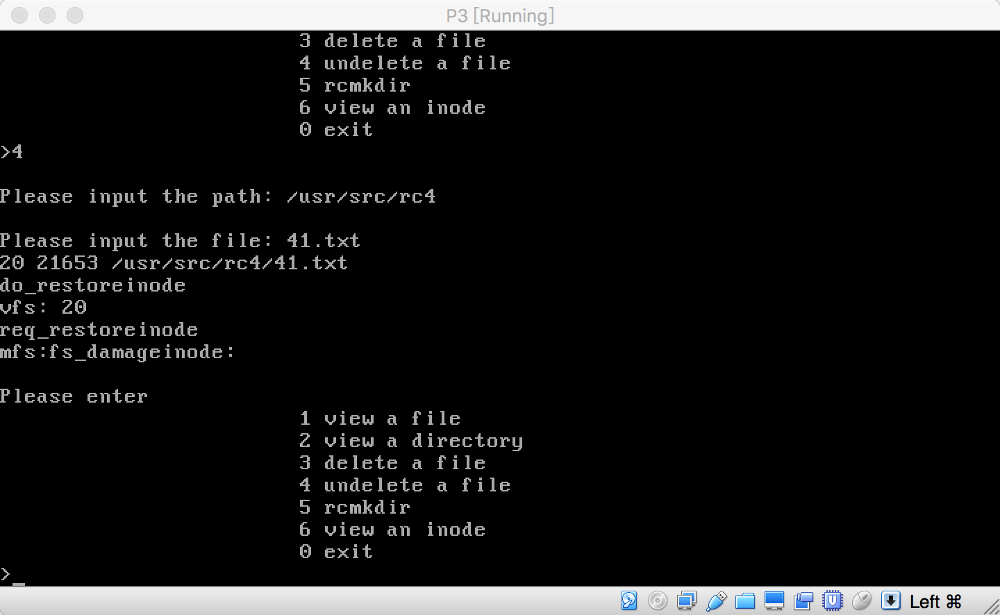 P3 [Running]
3 delete a file
4 undelete a file
5 rcmkdir
6 view an inode
0 exit
>4
Please input the path: /usr/src/rc4
Please input the file: 41.txt
20 21653 /usr/src/rc4/41.txt
do_restoreinode
vfs: 20
req_restoreinode
mfs:fs_damageinode:
Please enter
1 view a file
2 view a directory
3 delete a file
4 undelete a file
5 rcmkdir
6 view an inode
0 exit
>_
Left ⌘